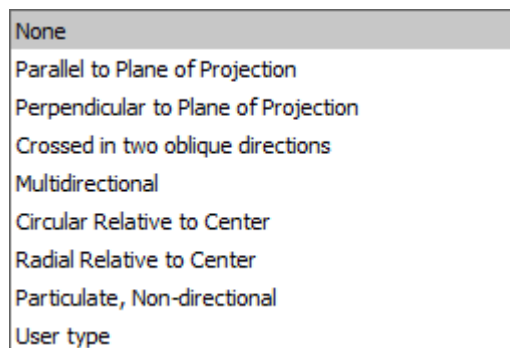 None
Parallel to Plane of Projection
Perpendicular to Plane of Projection
Crossed in two oblique directions
Multidirectional
Circular Relative to Center
Radial Relative to Center
Particulate, Non-directional
User type